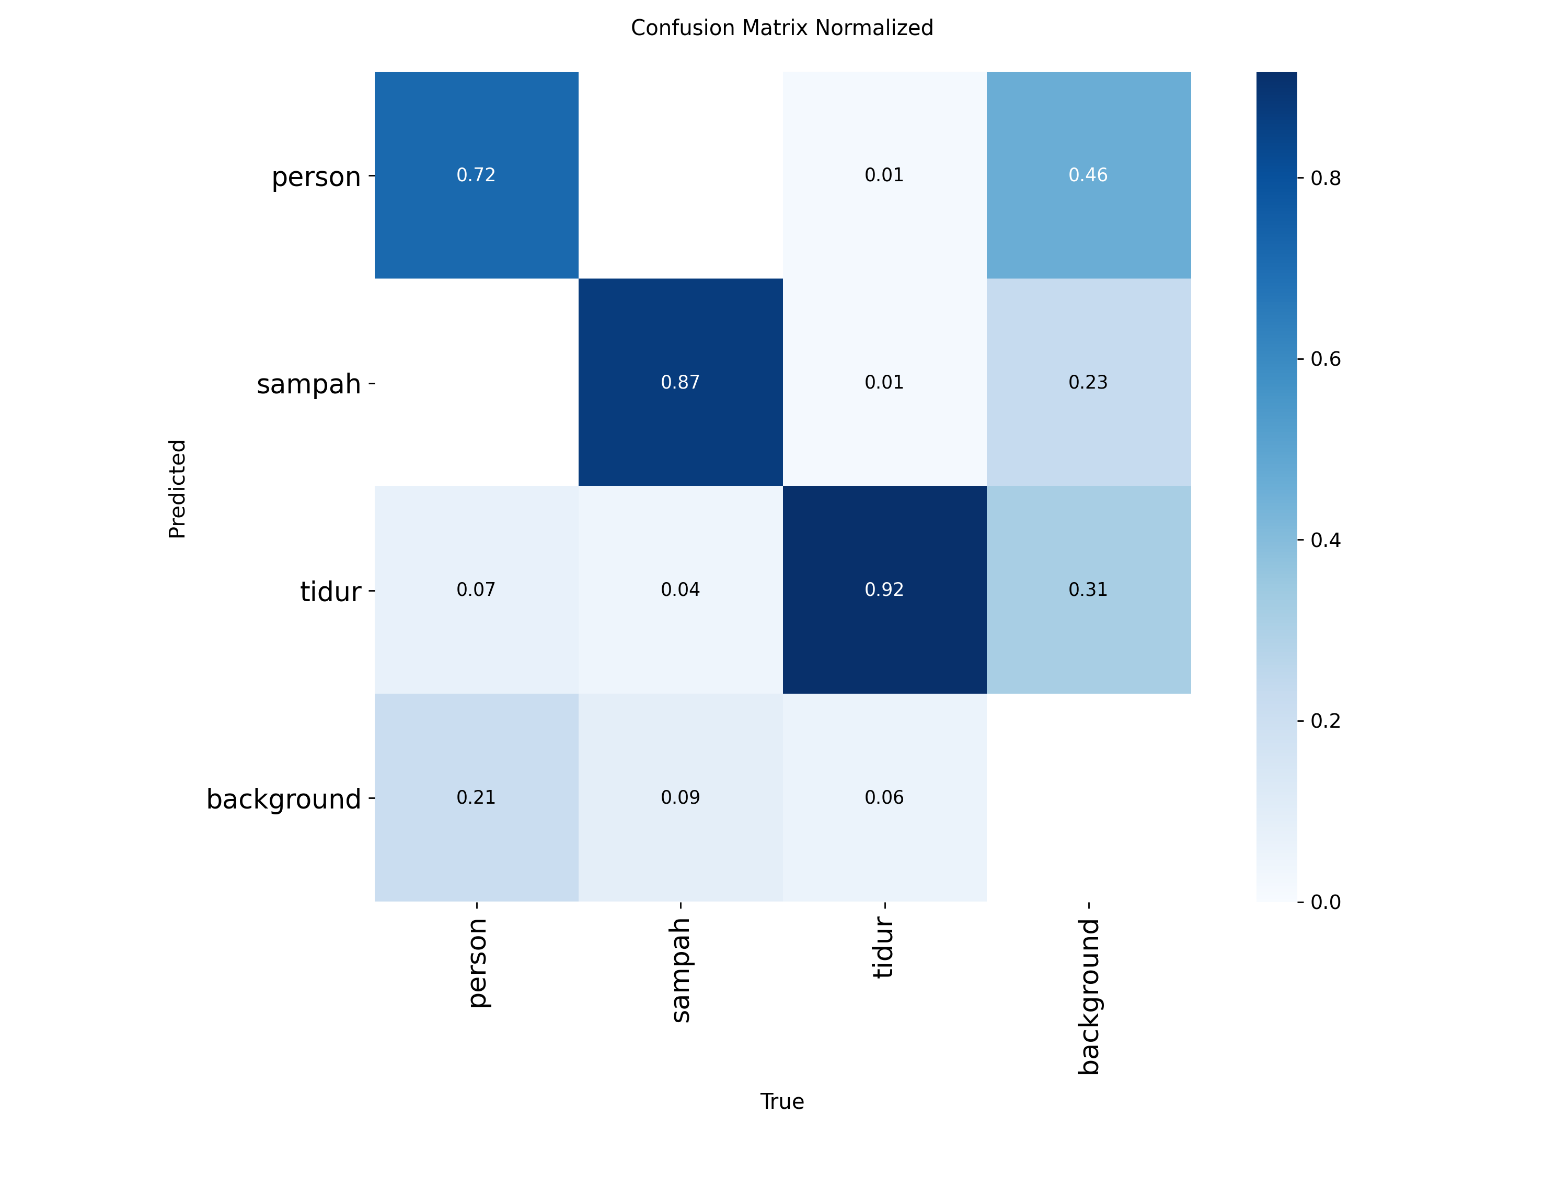 Confusion Matrix Normalized
person
0.72
0.01
0.46
sampah
0.87
0.01
0.23
tidur
0.07
0.04
0.92
0.31
background
0.21
0.09
0.06
Predicted
person
sampah
tidur
background
True
0.8
0.6
0.4
0.2
0.0